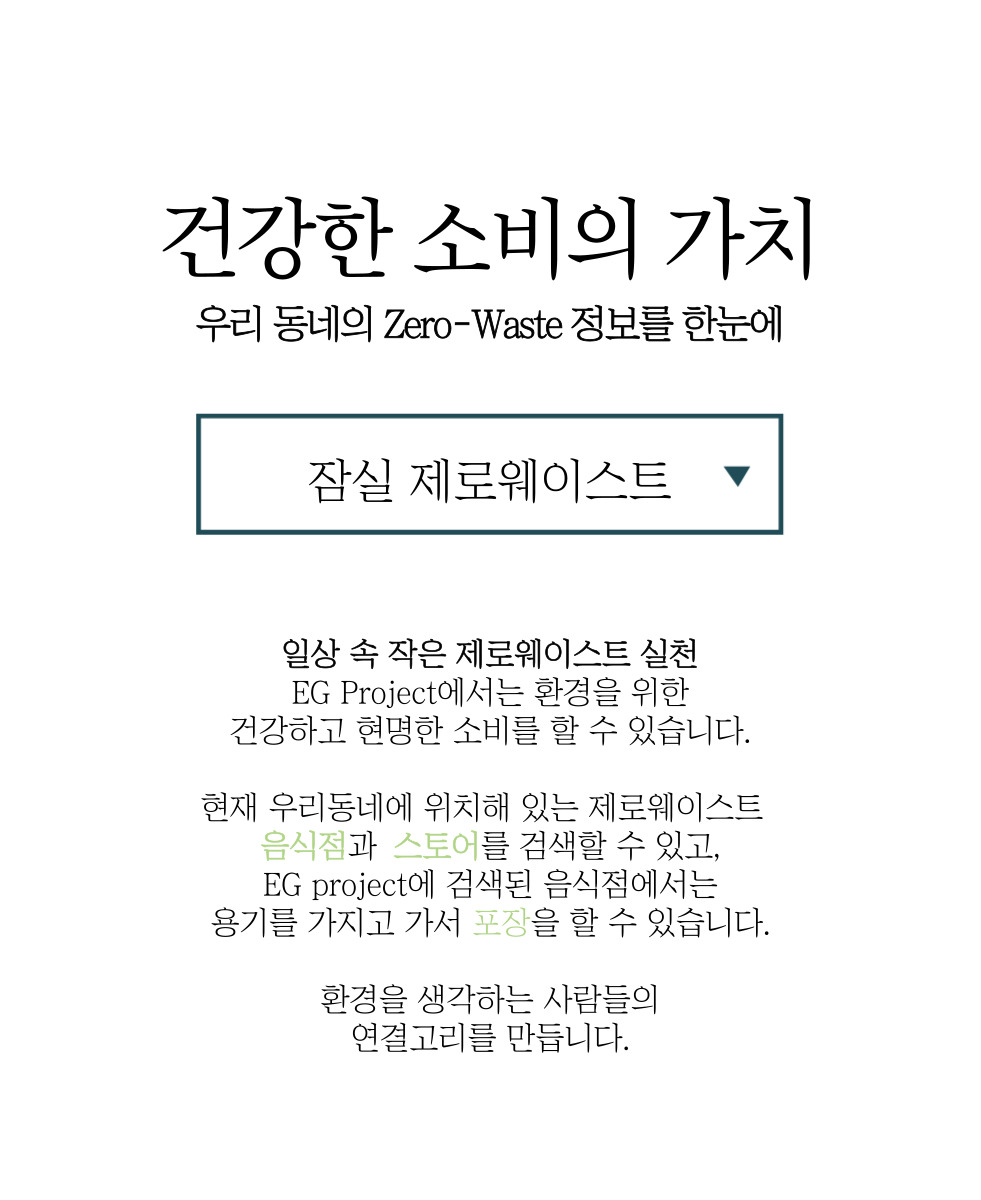 건강한 소비의 가치
우리 동네의 Zero-Waste 정보를 한눈에
잠실 제로웨이스트 ▼
일상 속 작은 제로웨이스트 실천
EG Project에서는 환경을 위한
건강하고 현명한 소비를 할 수 있습니다.
현재 우리동네에 위치해 있는 제로웨이스트
음식점과 스토어를 검색할 수 있고,
EG project에 검색된 음식점에서는
용기를 가지고 가서 포장을 할 수 있습니다.
환경을 생각하는 사람들의
연결고리를 만듭니다.